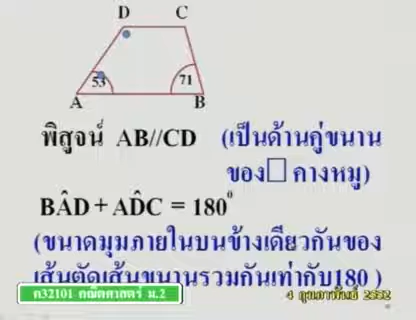 D C
53 71
A B
พิสูจน์ AB//CD (เป็นด้านคู่ขนาน
ของ□ คางหมู)
BÂD + AD̂C = 180°
(ขนาดมุมภายในบนข้างเดียวกันของ
เส้นตัดเส้นขนานรวมกันเท่ากับ180 )
ค32101 คณิตศาสตร์ ม.2
4 กุมภาพันธ์ 2552